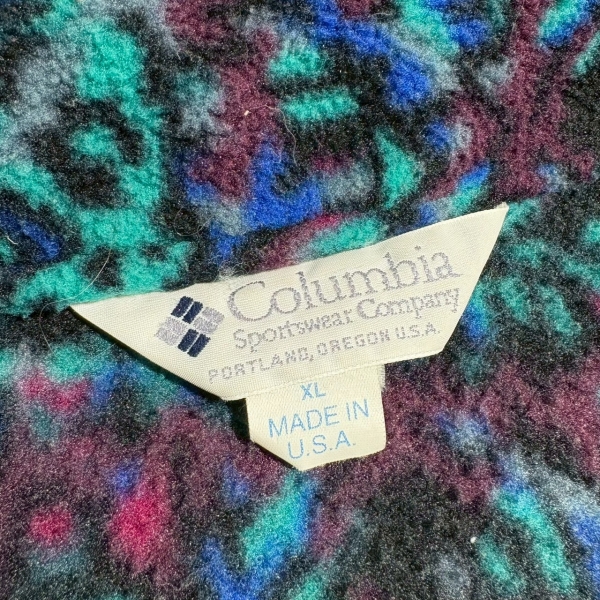 Columbia
Sportswear Company
PORTLAND, OREGON U.S.A.
XL
MADE IN
U.S.A.